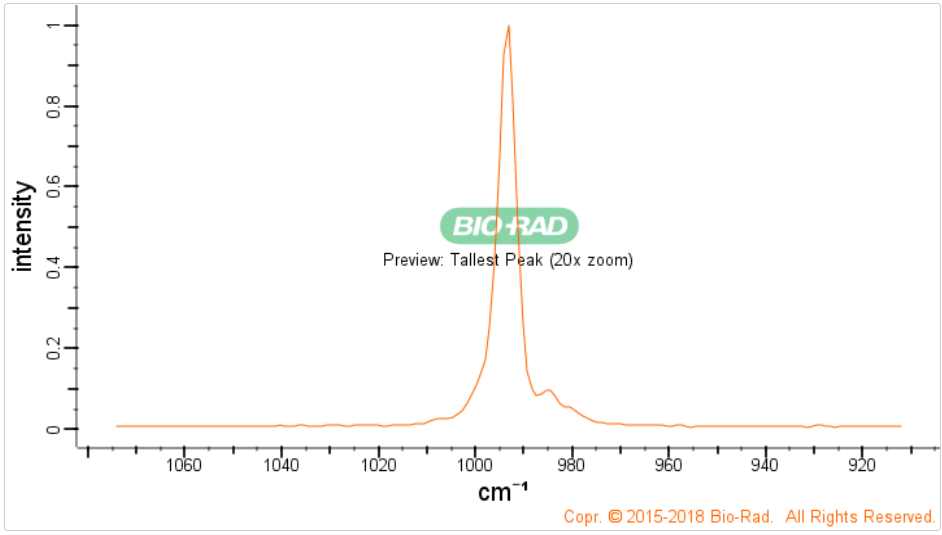 1
0.8
0.6
0.4
0.2
0
intensity
BIO-RAD
Preview: Tallest Peak (20x zoom)
1060 1040 1020 1000 980 960 940 920
cm⁻¹
Copr. © 2015-2018 Bio-Rad. All Rights Reserved.